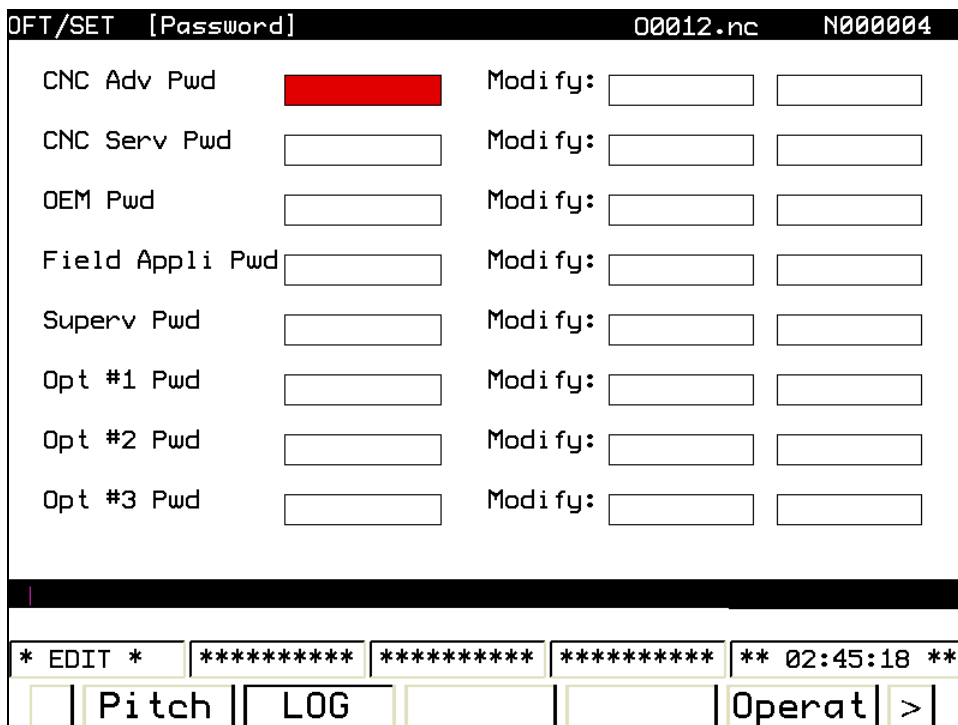 OFT/SET [Password] O0012.nc N000004
CNC Adv Pwd Modify:
CNC Serv Pwd Modify:
OEM Pwd Modify:
Field Appli Pwd Modify:
Superv Pwd Modify:
Opt #1 Pwd Modify:
Opt #2 Pwd Modify:
Opt #3 Pwd Modify:
* EDIT * ********** ********** ********** ** 02:45:18 **
Pitch LOG Operat >